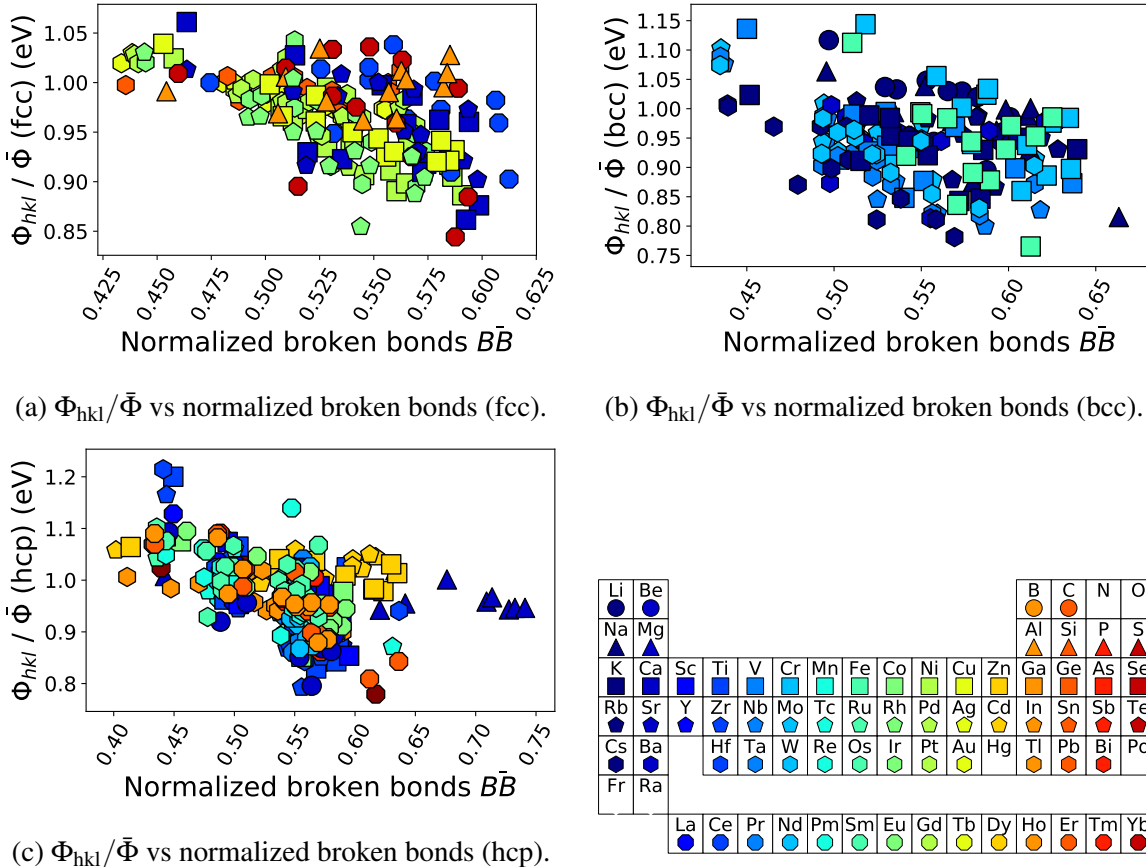 1.05
1.00
0.95
0.90
0.85
Φhkl / Φ̄ (fcc) (eV)
0.425
0.450
0.475
0.500
0.525
0.550
0.575
0.600
0.625
Normalized broken bonds BB̄
(a) Φhkl/Φ̄ vs normalized broken bonds (fcc).
1.15
1.10
1.05
1.00
0.95
0.90
0.85
0.80
0.75
Φhkl / Φ̄ (bcc) (eV)
0.45
0.50
0.55
0.60
0.65
Normalized broken bonds BB̄
(b) Φhkl/Φ̄ vs normalized broken bonds (bcc).
1.2
1.1
1.0
0.9
0.8
Φhkl / Φ̄ (hcp) (eV)
0.40
0.45
0.50
0.55
0.60
0.65
0.70
0.75
Normalized broken bonds BB̄
(c) Φhkl/Φ̄ vs normalized broken bonds (hcp).
Li Be B C N O
Na Mg Al Si P S
K Ca Sc Ti V Cr Mn Fe Co Ni Cu Zn Ga Ge As Se
Rb Sr Y Zr Nb Mo Tc Ru Rh Pd Ag Cd In Sn Sb Te
Cs Ba Hf Ta W Re Os Ir Pt Au Hg Tl Pb Bi Po
Fr Ra
La Ce Pr Nd Pm Sm Eu Gd Tb Dy Ho Er Tm Yb